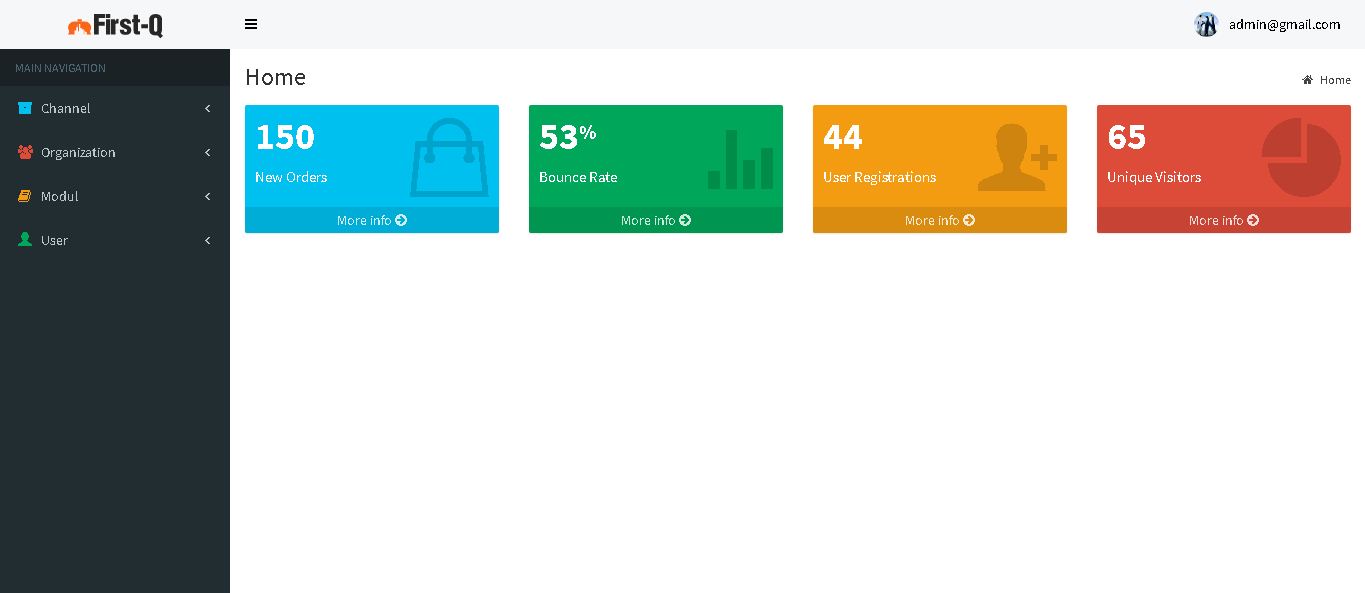 First-Q
admin@gmail.com
MAIN NAVIGATION
Channel
Organization
Modul
User
Home
Home
150
New Orders
More info
53%
Bounce Rate
More info
44
User Registrations
More info
65
Unique Visitors
More info